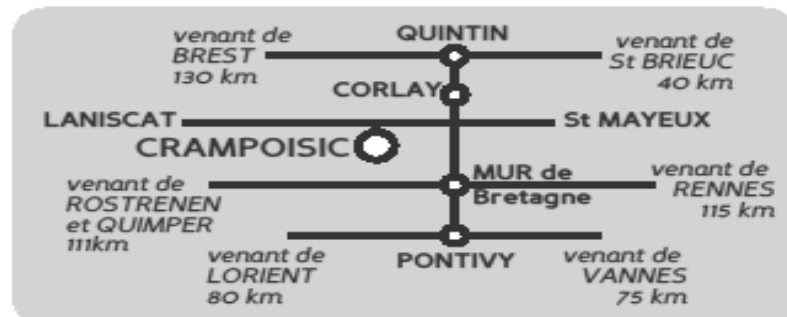 venant de
BREST
130 km
QUINTIN
venant de
St BRIEUC
40 km
CORLAY
LANISCAT
St MAYEUX
CRAMPOISIC
venant de
ROSTRENEN
et QUIMPER
111km
MUR de
Bretagne
venant de
RENNES
115 km
venant de
LORIENT
80 km
PONTIVY
venant de
VANNES
75 km